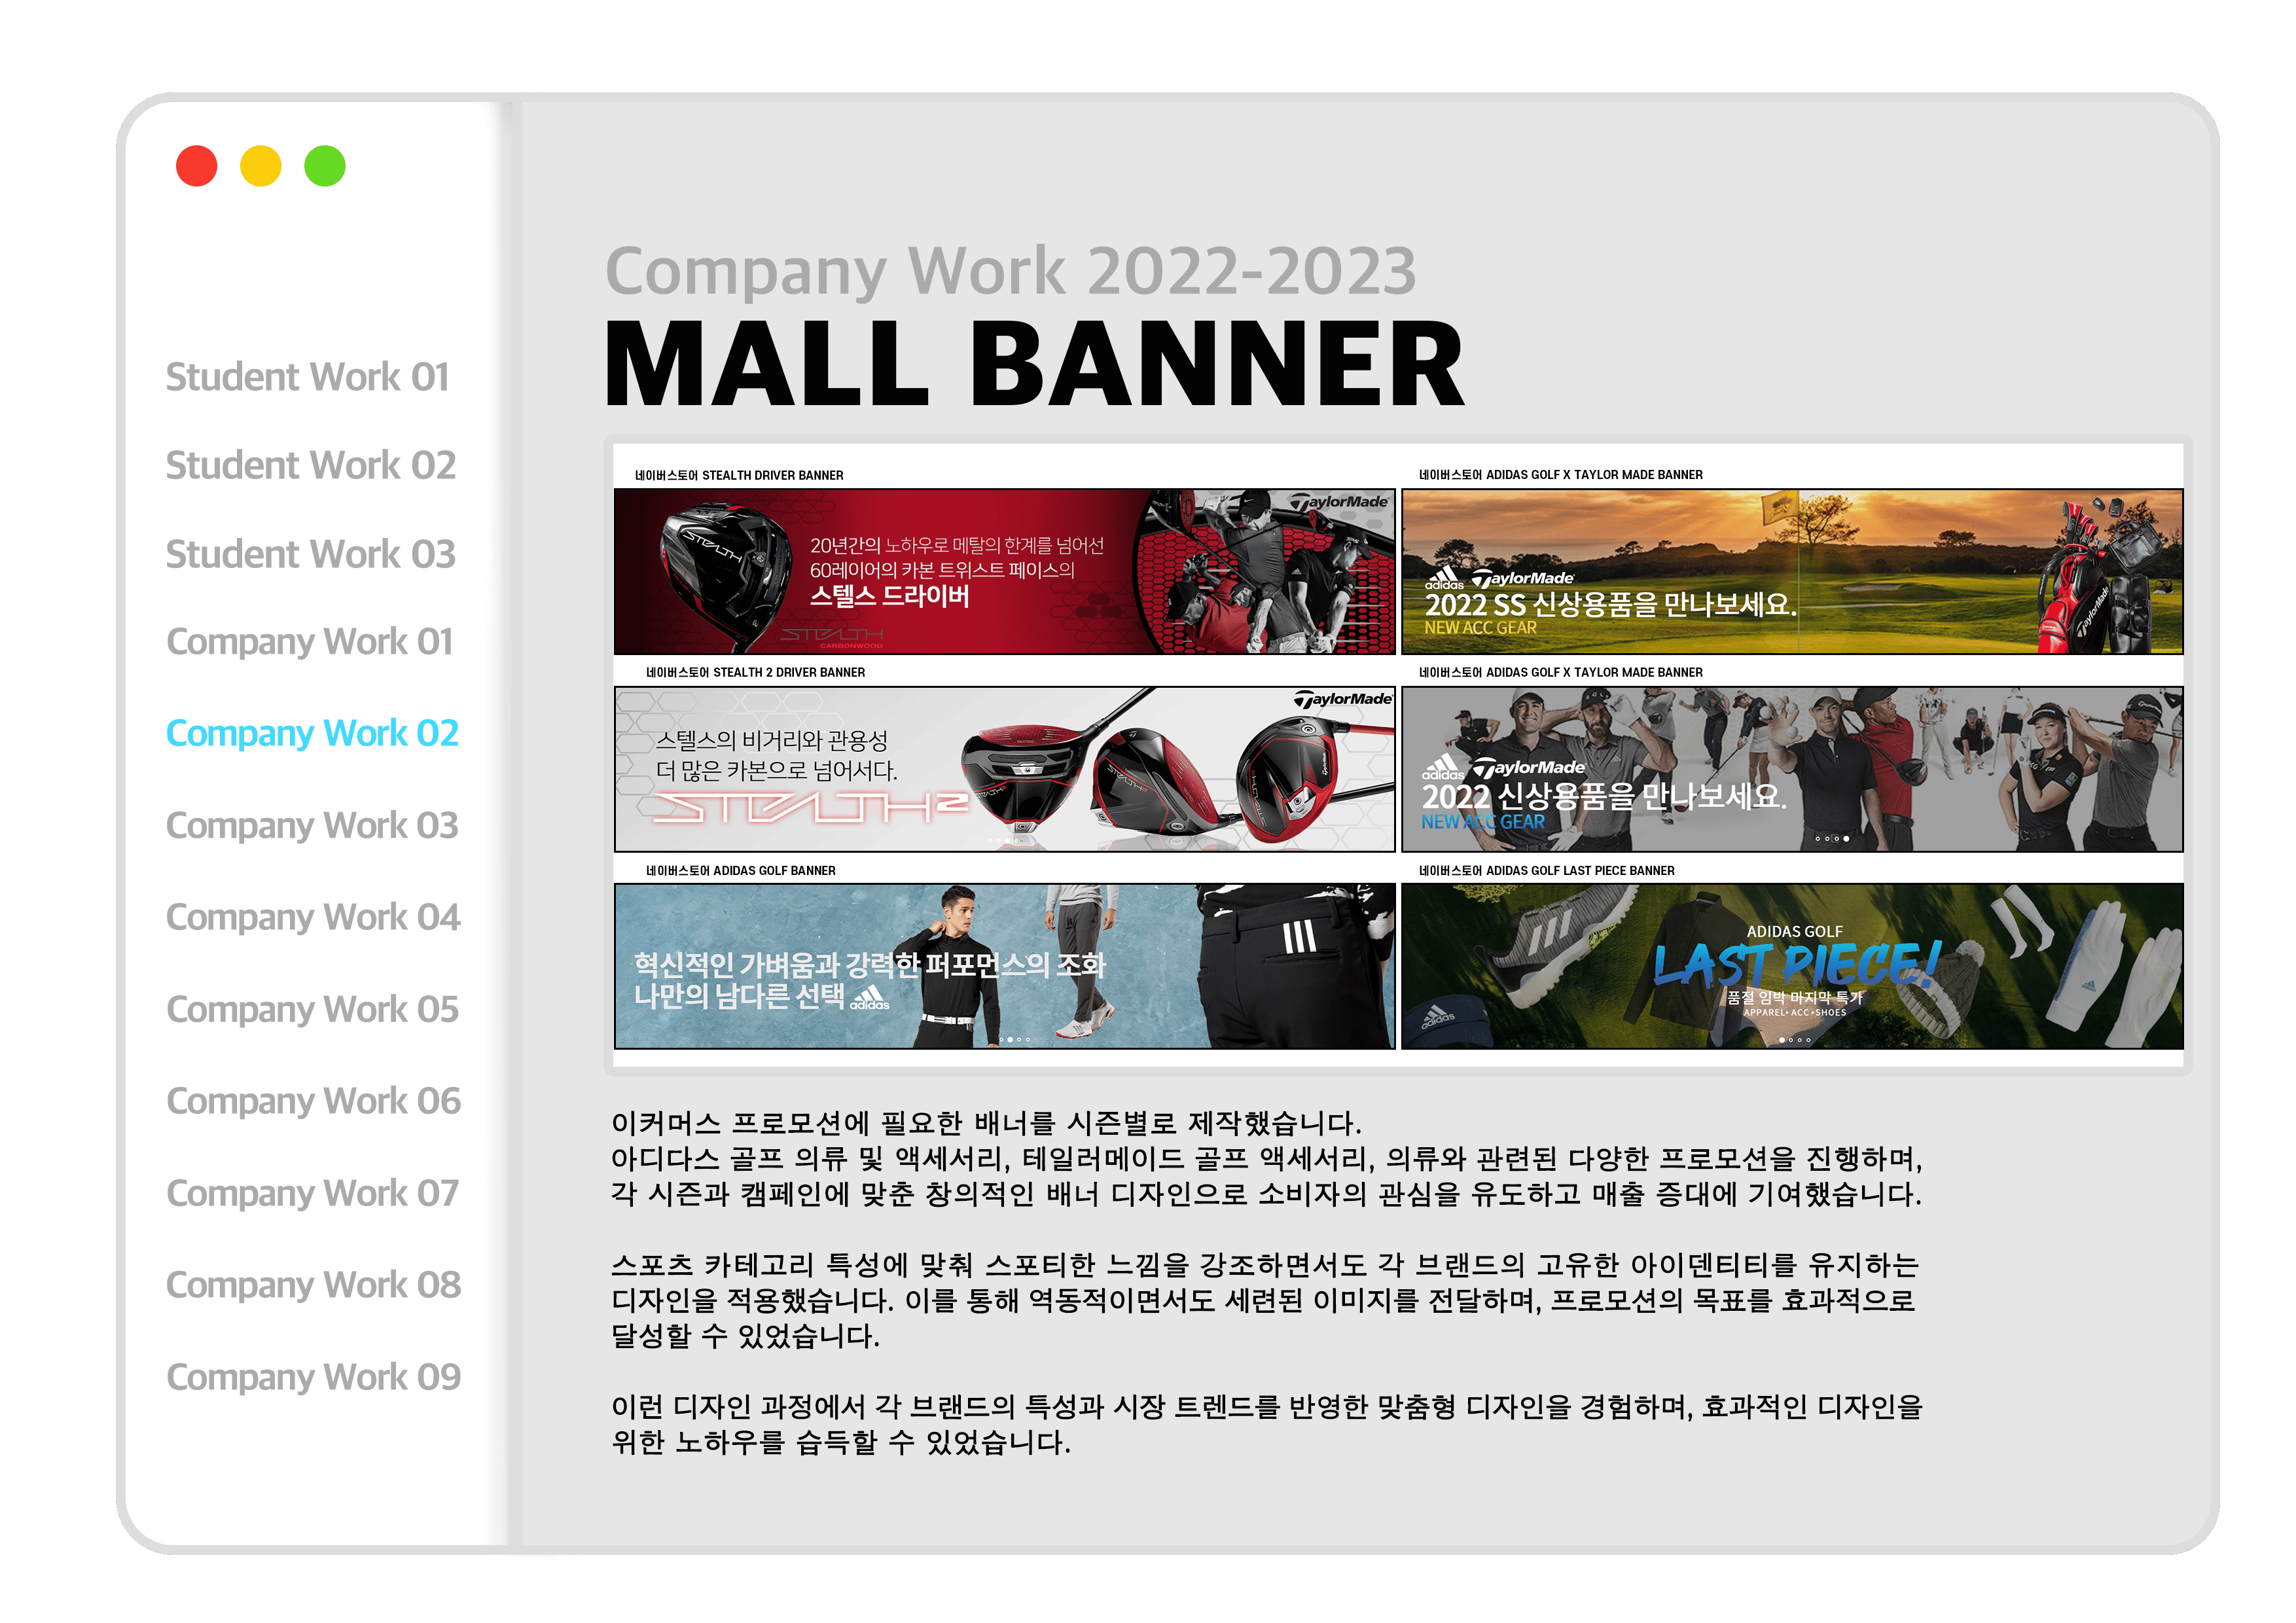 Student Work 01
Student Work 02
Student Work 03
Company Work 01
Company Work 02
Company Work 03
Company Work 04
Company Work 05
Company Work 06
Company Work 07
Company Work 08
Company Work 09
Company Work 2022-2023
MALL BANNER
네이버스토어 STEALTH DRIVER BANNER
STEALTH
20년간의 노하우로 메탈의 한계를 넘어선
60레이어의 카본 트위스트 페이스의
스텔스 드라이버
STEALTH
CARBONWOOD
TaylorMade
네이버스토어 ADIDAS GOLF X TAYLOR MADE BANNER
adidas TaylorMade
2022 SS 신상용품을 만나보세요.
NEW ACC GEAR
TaylorMade
네이버스토어 STEALTH 2 DRIVER BANNER
TaylorMade
스텔스의 비거리와 관용성
더 많은 카본으로 넘어서다.
STEALTH2
네이버스토어 ADIDAS GOLF X TAYLOR MADE BANNER
adidas TaylorMade
2022 신상용품을 만나보세요.
NEW ACC GEAR
네이버스토어 ADIDAS GOLF BANNER
혁신적인 가벼움과 강력한 퍼포먼스의 조화
나만의 남다른 선택 adidas
네이버스토어 ADIDAS GOLF LAST PIECE BANNER
ADIDAS GOLF
LAST PIECE!
품절 임박 마지막 특가
APPAREL• ACC •SHOES
adidas
이커머스 프로모션에 필요한 배너를 시즌별로 제작했습니다.
아디다스 골프 의류 및 액세서리, 테일러메이드 골프 액세서리, 의류와 관련된 다양한 프로모션을 진행하며,
각 시즌과 캠페인에 맞춘 창의적인 배너 디자인으로 소비자의 관심을 유도하고 매출 증대에 기여했습니다.
스포츠 카테고리 특성에 맞춰 스포티한 느낌을 강조하면서도 각 브랜드의 고유한 아이덴티티를 유지하는
디자인을 적용했습니다. 이를 통해 역동적이면서도 세련된 이미지를 전달하며, 프로모션의 목표를 효과적으로
달성할 수 있었습니다.
이런 디자인 과정에서 각 브랜드의 특성과 시장 트렌드를 반영한 맞춤형 디자인을 경험하며, 효과적인 디자인을
위한 노하우를 습득할 수 있었습니다.